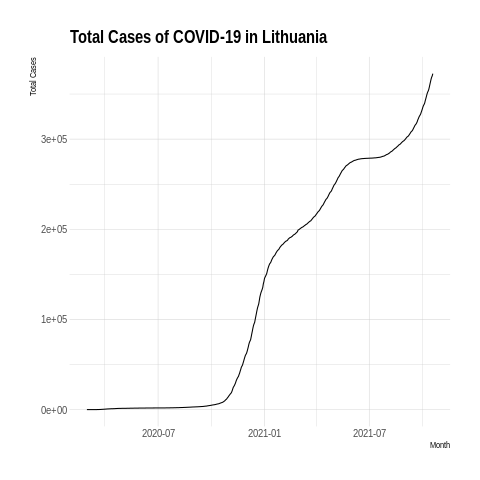 Total Cases of COVID-19 in Lithuania
Total Cases
3e+05
2e+05
1e+05
0e+00
2020-07 2021-01 2021-07
Month